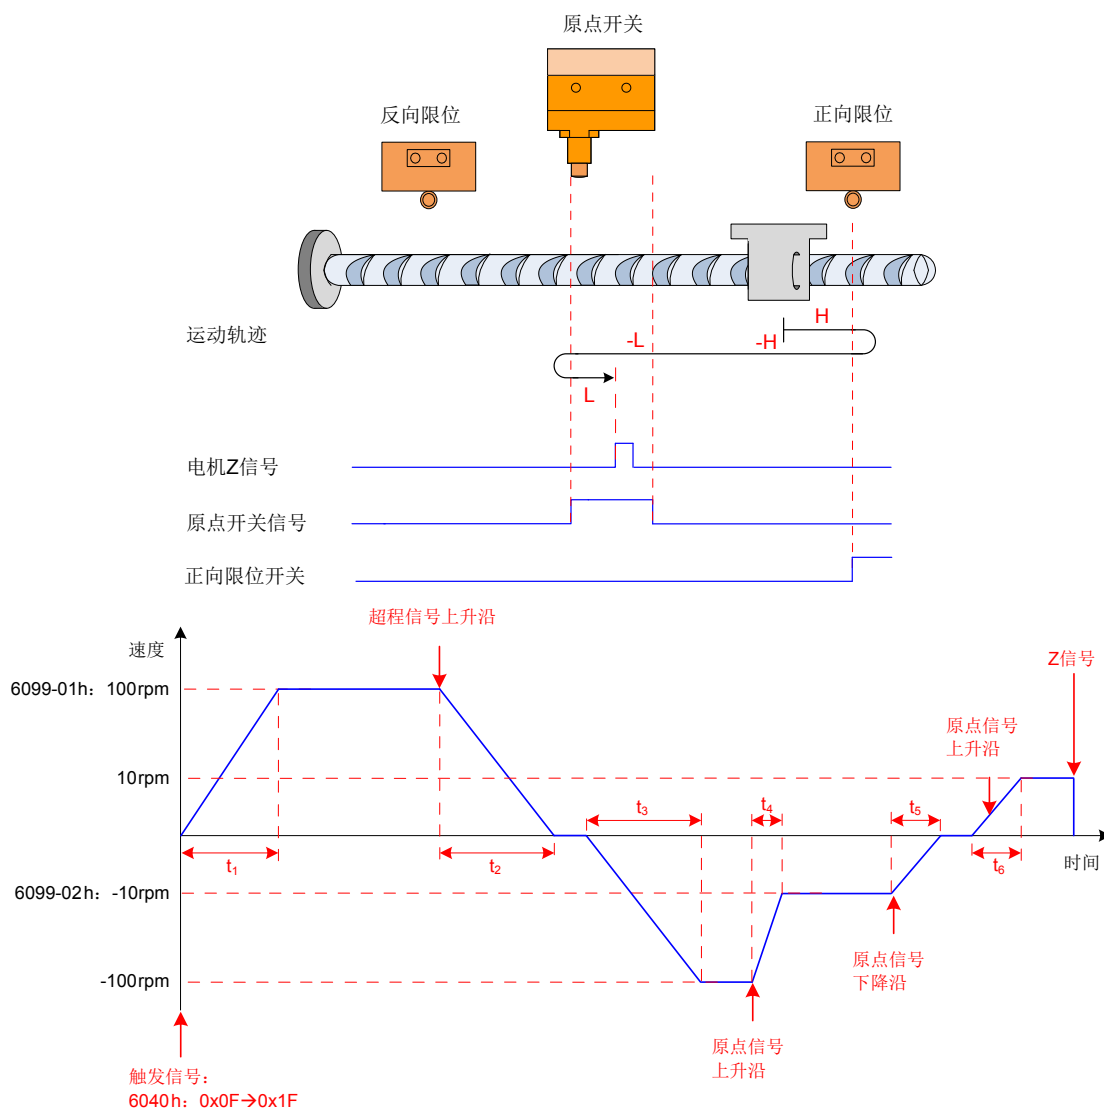 原点开关
反向限位
正向限位
运动轨迹
H
-L
-H
L
电机Z信号
原点开关信号
正向限位开关
超程信号上升沿
速度
Z信号
6099-01h：100rpm
原点信号
上升沿
10rpm
t3
t4
t5
t1
t2
t6
时间
6099-02h：-10rpm
原点信号
下降沿
-100rpm
原点信号
上升沿
触发信号：
6040h：0x0F→0x1F